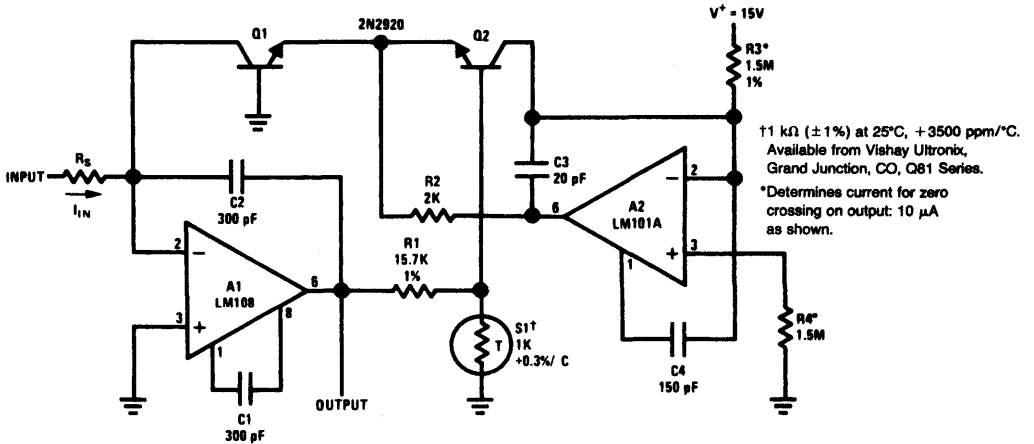 2N2920
V+ = 15V
Q1
Q2
R3*
1.5M
1%
†1 kΩ (±1%) at 25°C, +3500 ppm/°C.
Available from Vishay Ultronix,
Grand Junction, CO, Q81 Series.
*Determines current for zero
crossing on output: 10 μA
as shown.
INPUT
RS
IIN
C2
300 pF
C3
20 pF
R2
2K
6
A2
LM101A
−
2
+
3
1
R1
15.7K
1%
2
−
A1
LM108
6
8
3
+
1
T
S1†
1K
+0.3%/ C
R4*
1.5M
C4
150 pF
C1
300 pF
OUTPUT